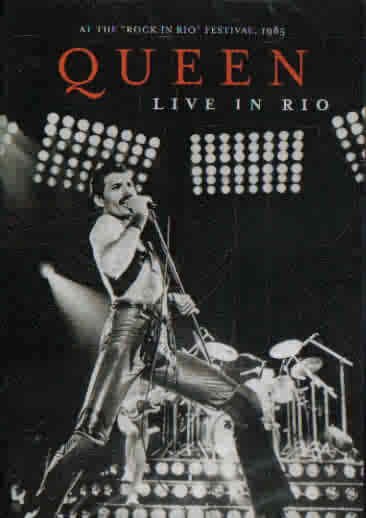 AT THE "ROCK IN RIO" FESTIVAL, 1985
QUEEN
LIVE IN RIO